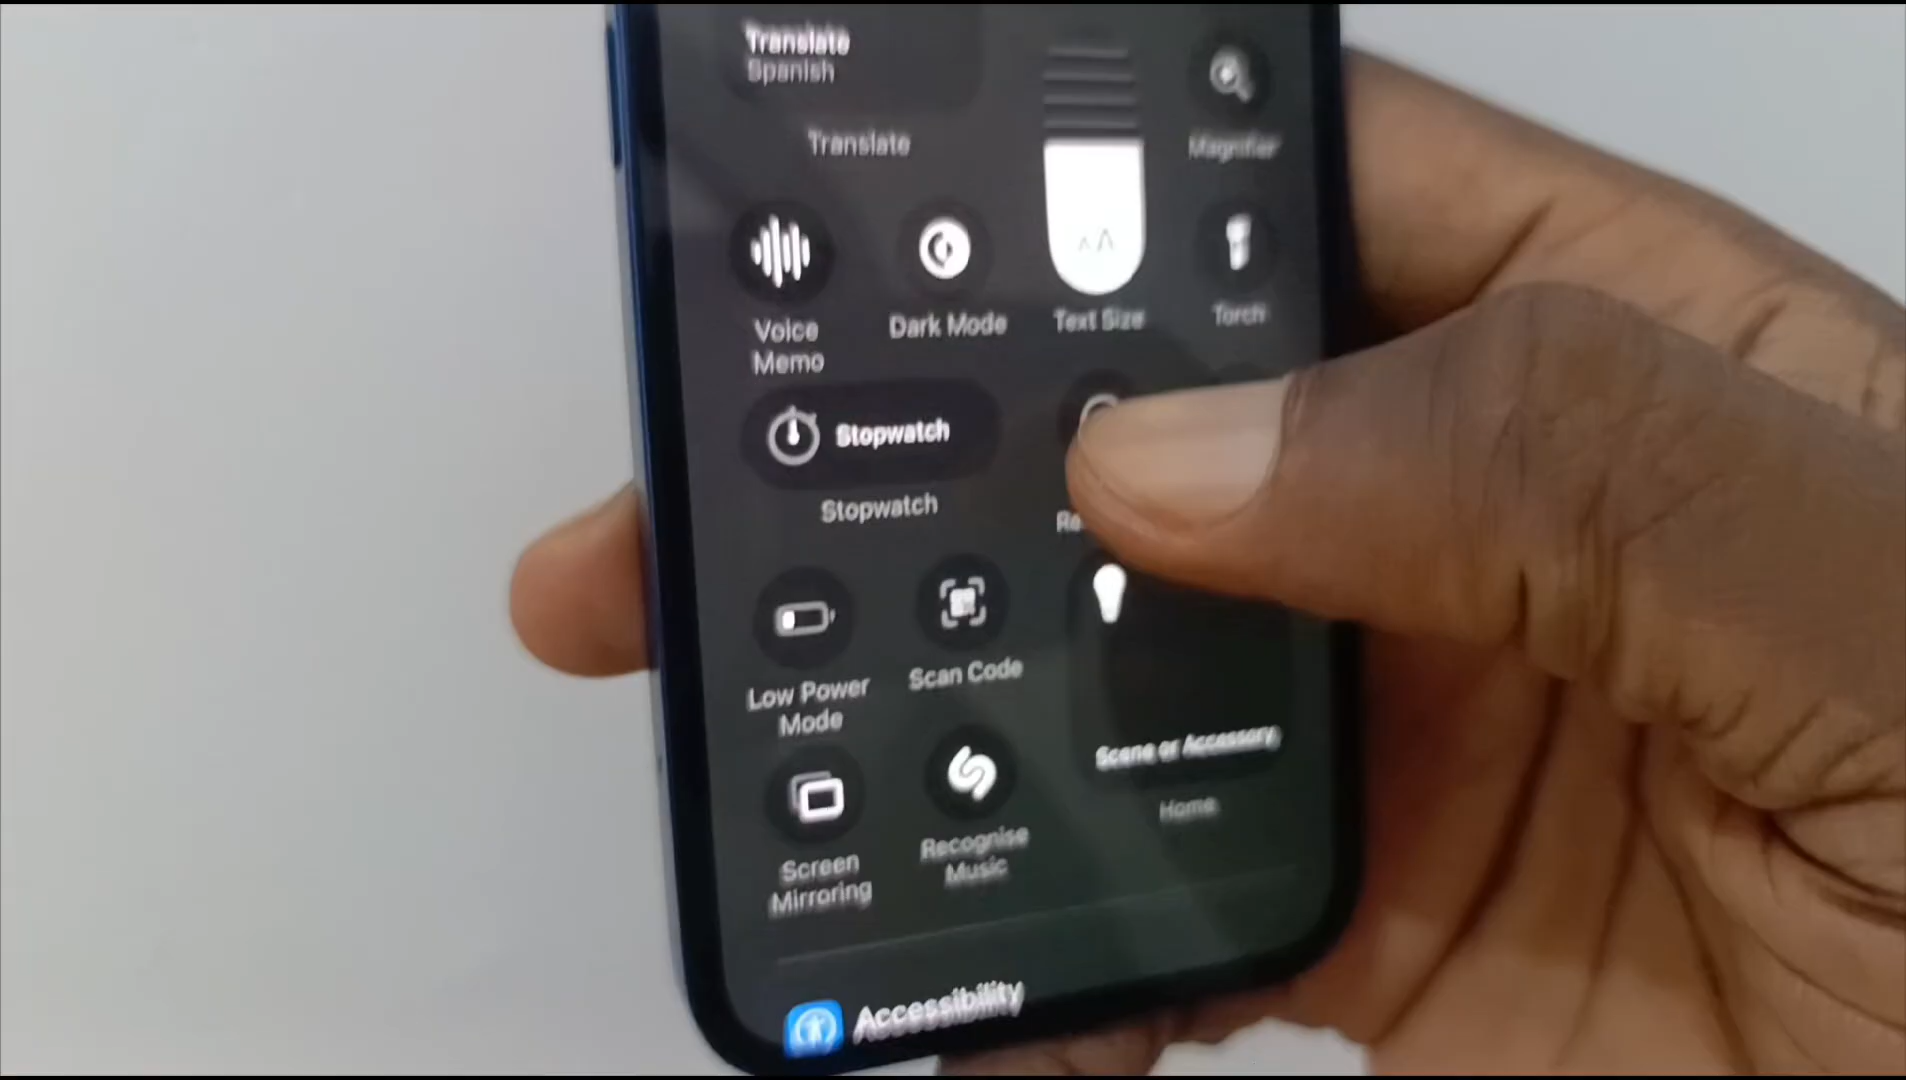 Translate
Spanish
Translate
Magnifier
Voice
Memo
Dark Mode
Text Size
Torch
Stopwatch
Stopwatch
Low Power
Mode
Scan Code
Scene or Accessory
Home
Screen
Mirroring
Recognise
Music
Accessibility